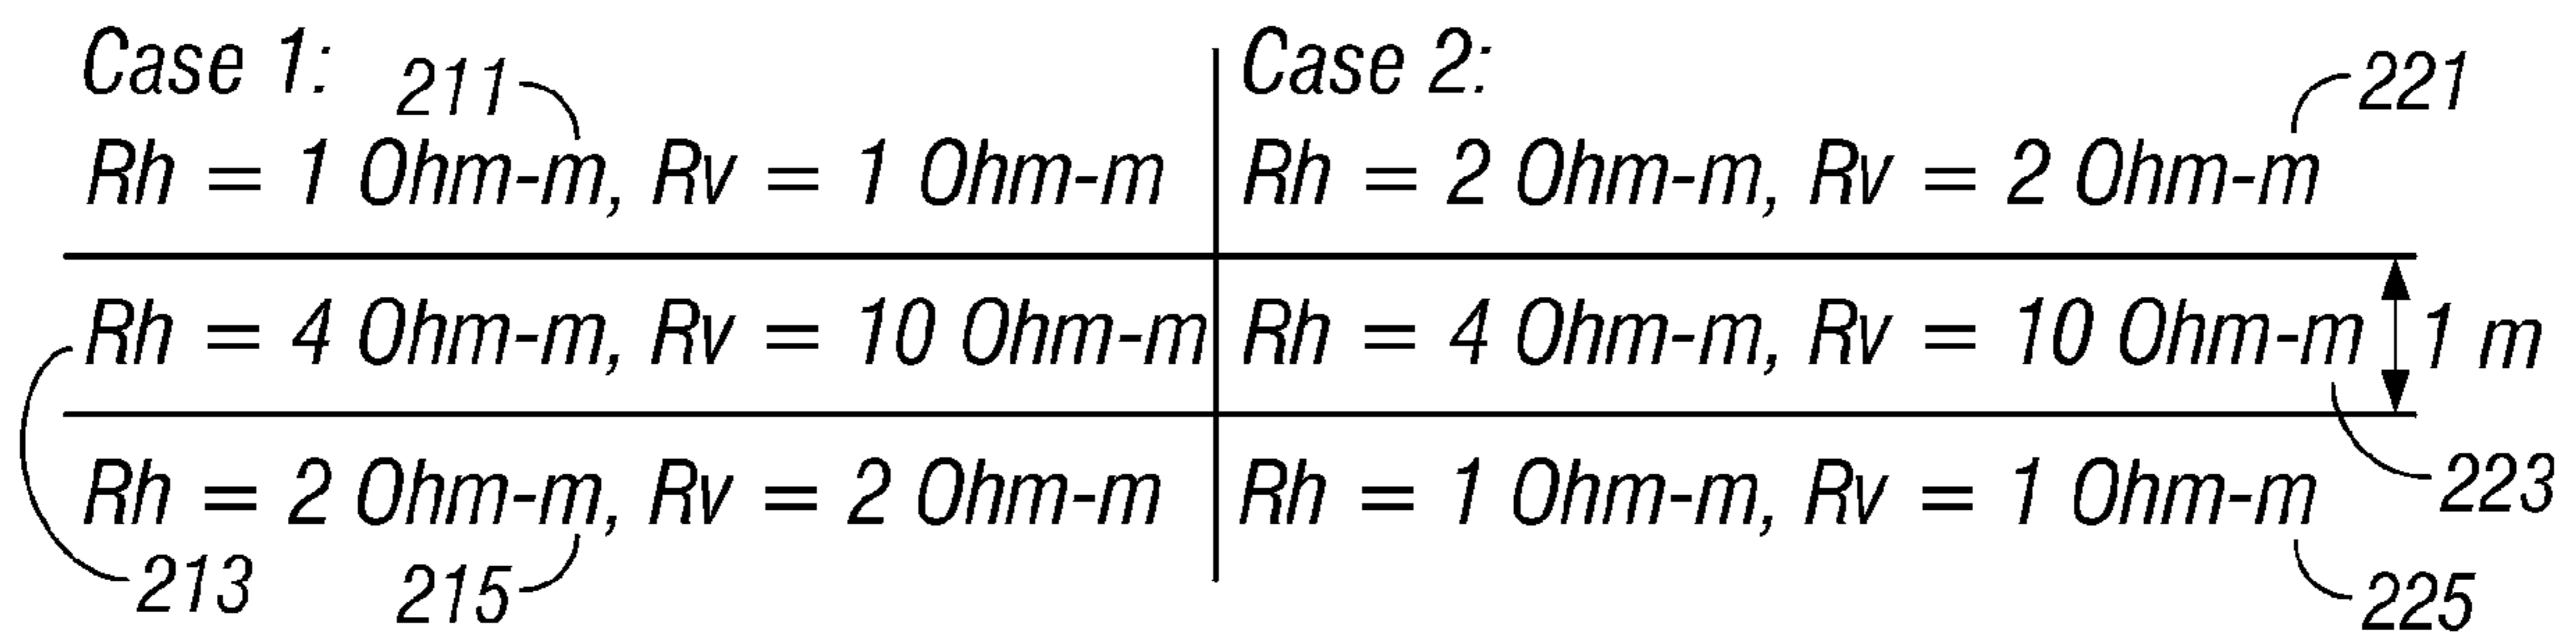 Case 1:
211
Rh = 1 Ohm-m, Rv = 1 Ohm-m
Rh = 4 Ohm-m, Rv = 10 Ohm-m
Rh = 2 Ohm-m, Rv = 2 Ohm-m
213
215
Case 2:
221
Rh = 2 Ohm-m, Rv = 2 Ohm-m
Rh = 4 Ohm-m, Rv = 10 Ohm-m
1 m
Rh = 1 Ohm-m, Rv = 1 Ohm-m
223
225